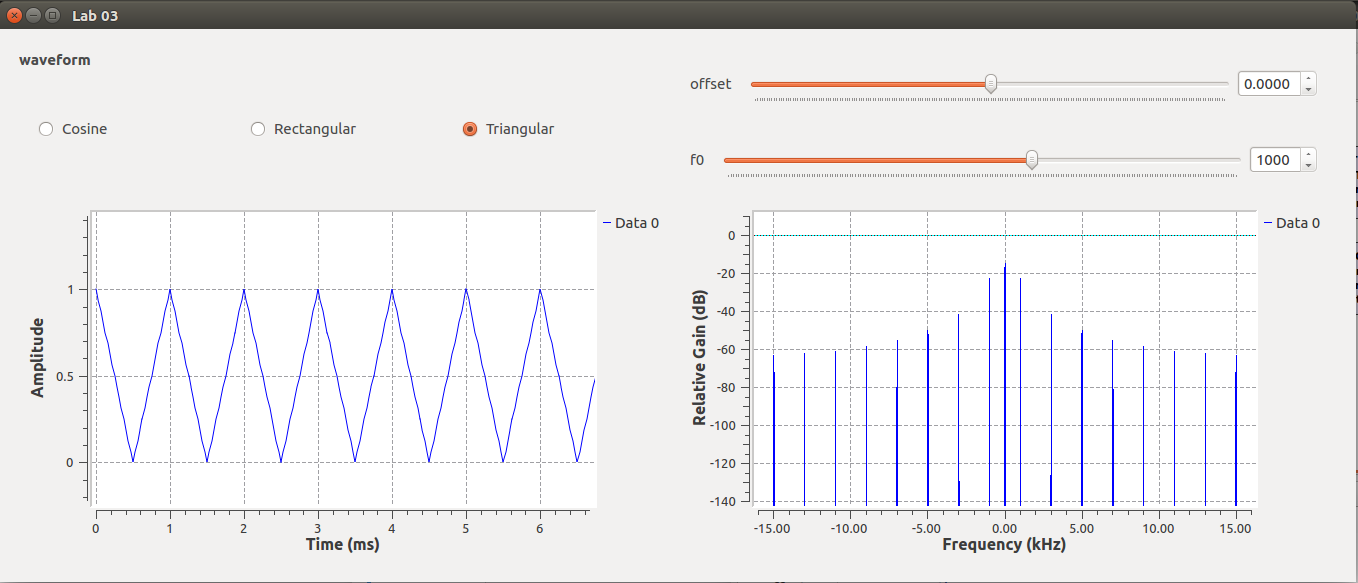 Lab 03
waveform
Cosine
Rectangular
Triangular
offset
0.0000
f0
1000
Data 0
Amplitude
1
0.5
0
0 1 2 3 4 5 6
Time (ms)
Data 0
Relative Gain (dB)
0
-20
-40
-60
-80
-100
-120
-140
-15.00 -10.00 -5.00 0.00 5.00 10.00 15.00
Frequency (kHz)